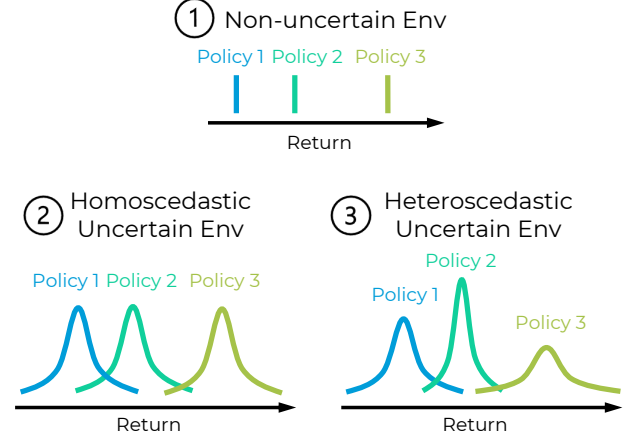 1 Non-uncertain Env
Policy 1 Policy 2 Policy 3
Return
2 Homoscedastic
Uncertain Env
Policy 1 Policy 2 Policy 3
Return
3 Heteroscedastic
Uncertain Env
Policy 2
Policy 1
Policy 3
Return